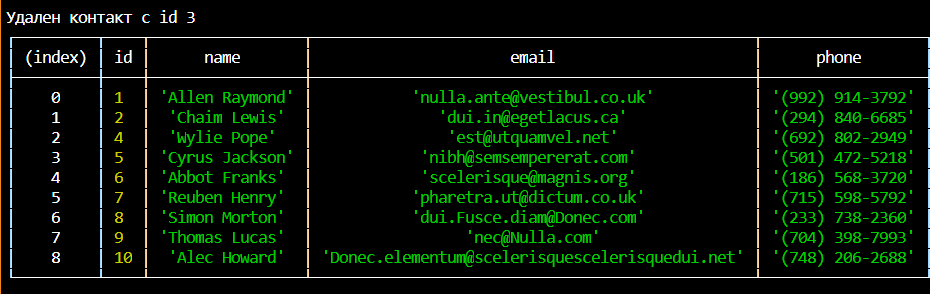 Удален контакт с id 3
(index) id name email phone
0 1 'Allen Raymond' 'nulla.ante@vestibul.co.uk' '(992) 914-3792'
1 2 'Chaim Lewis' 'dui.in@egetlacus.ca' '(294) 840-6685'
2 4 'Wylie Pope' 'est@utquamvel.net' '(692) 802-2949'
3 5 'Cyrus Jackson' 'nibh@semsempererat.com' '(501) 472-5218'
4 6 'Abbot Franks' 'scelerisque@magnis.org' '(186) 568-3720'
5 7 'Reuben Henry' 'pharetra.ut@dictum.co.uk' '(715) 598-5792'
6 8 'Simon Morton' 'dui.Fusce.diam@Donec.com' '(233) 738-2360'
7 9 'Thomas Lucas' 'nec@Nulla.com' '(704) 398-7993'
8 10 'Alec Howard' 'Donec.elementum@scelerisquescelerisquedui.net' '(748) 206-2688'